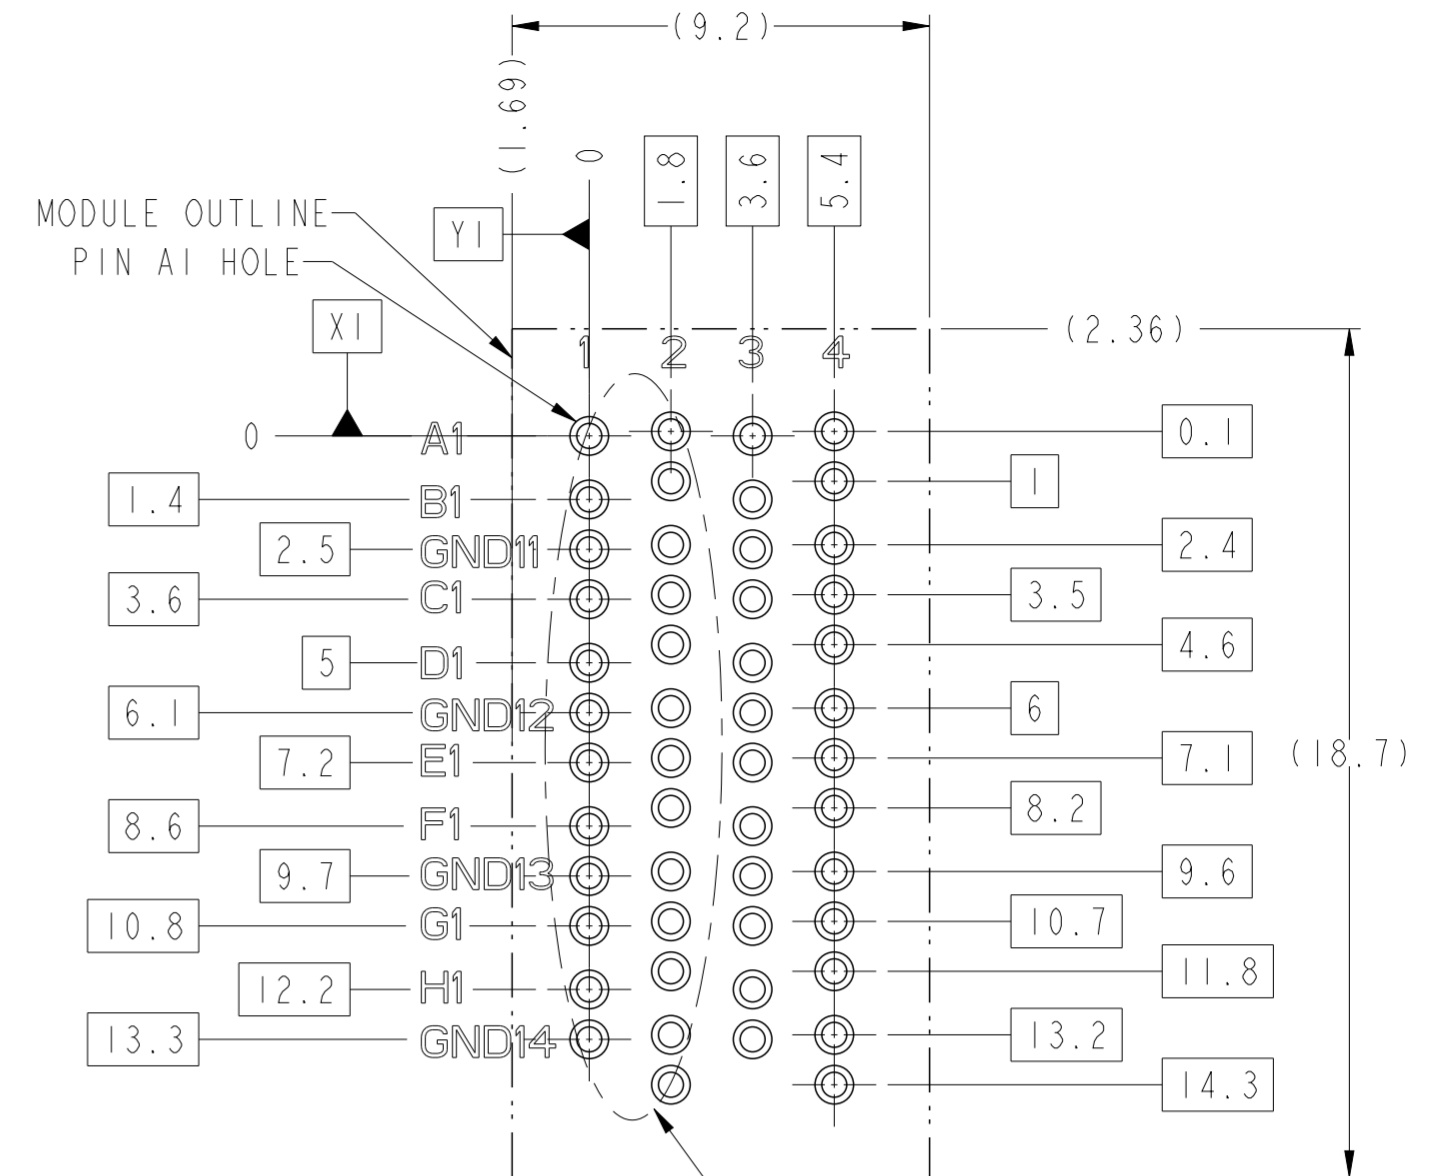 (9.2)
(1.69)
0
1.8
3.6
5.4
MODULE OUTLINE
Y1
PIN A1 HOLE
X1
(2.36)
1 2 3 4
0 A1 0.1
1
1.4 B1
2.5 GND11 2.4
3.6 C1 3.5
4.6
5 D1
6.1 GND12 6
7.2 E1 7.1
(18.7)
8.2
8.6 F1
9.7 GND13 9.6
10.8 G1 10.7
11.8
12.2 H1
13.3 GND14 13.2
14.3